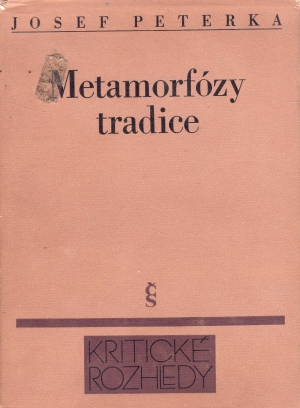 JOSEF PETERKA
Metamorfózy
tradice
čs
KRITICKÉ
ROZHLEDY